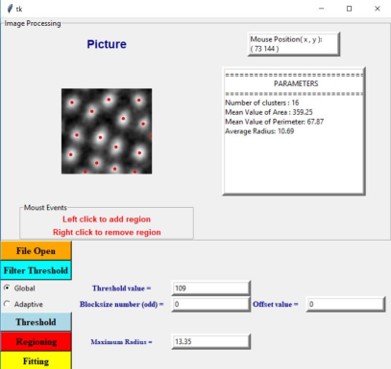 tk
Image Processing
Picture
Mouse Position( x , y ):
( 73 144 )
PARAMETERS
Number of clusters : 16
Mean Value of Area : 359.25
Mean Value of Perimeter: 67.87
Average Radius: 10.69
Moust Events
Left click to add region
Right click to remove region
File Open
Filter Threshold
Global
Threshold value =
109
Adaptive
Blocksize number (odd) =
0
Offset value =
0
Threshold
Regioning
Maximum Radius =
13.35
Fitting